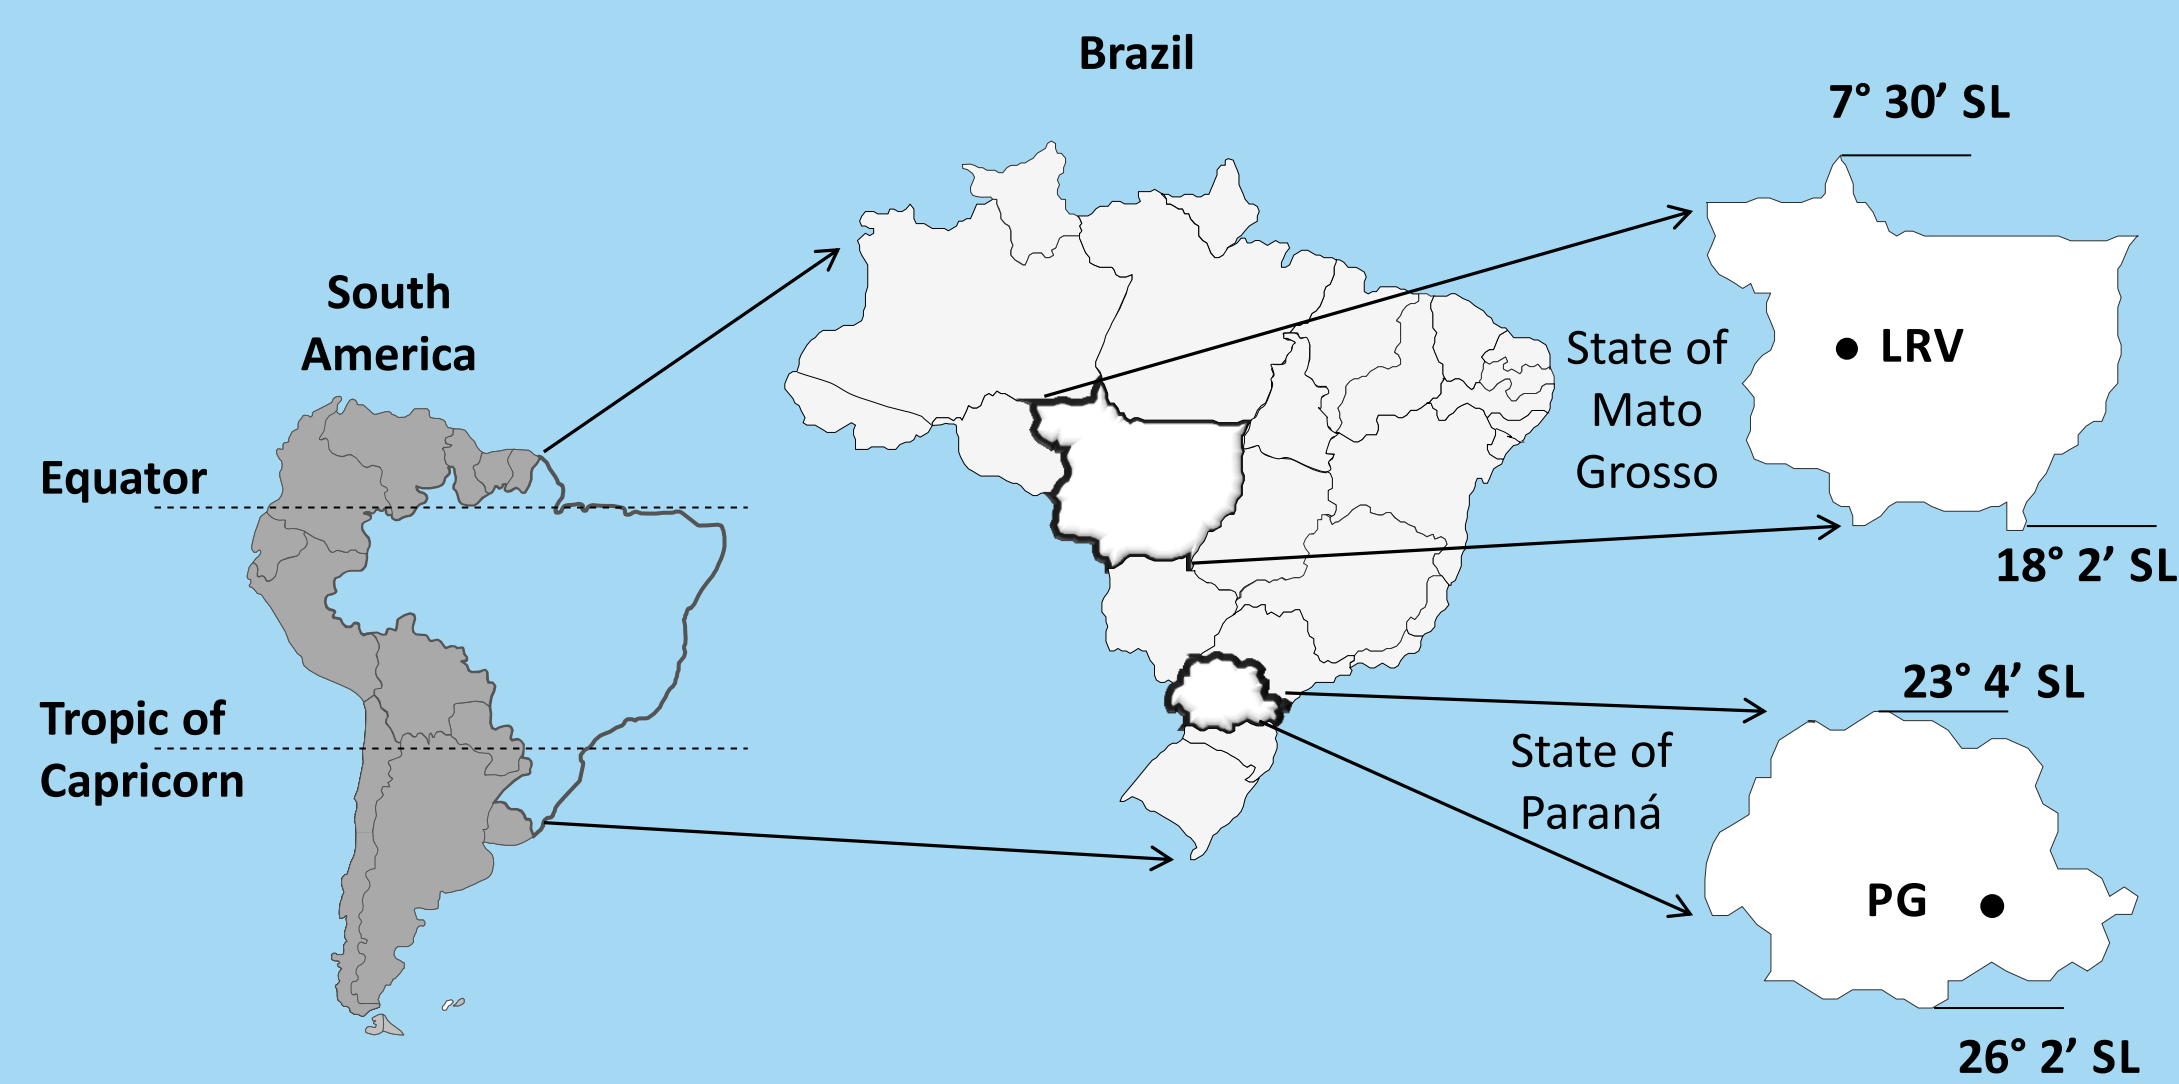 Brazil
7° 30’ SL
South
America
State of
Mato
Grosso
LRV
Equator
18° 2’ SL
Tropic of
Capricorn
23° 4’ SL
State of
Paraná
PG
26° 2’ SL